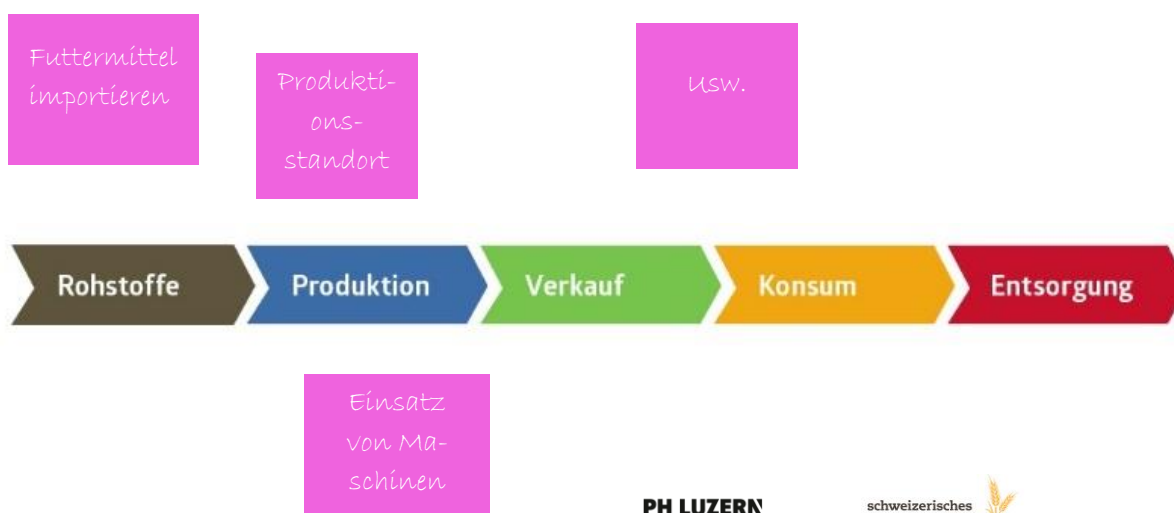 Futtermittel
importieren
Produkti-
ons-
standort
Usw.
Rohstoffe
Produktion
Verkauf
Konsum
Entsorgung
Einsatz
von Ma-
schinen
PH LUZERN
schweizerisches